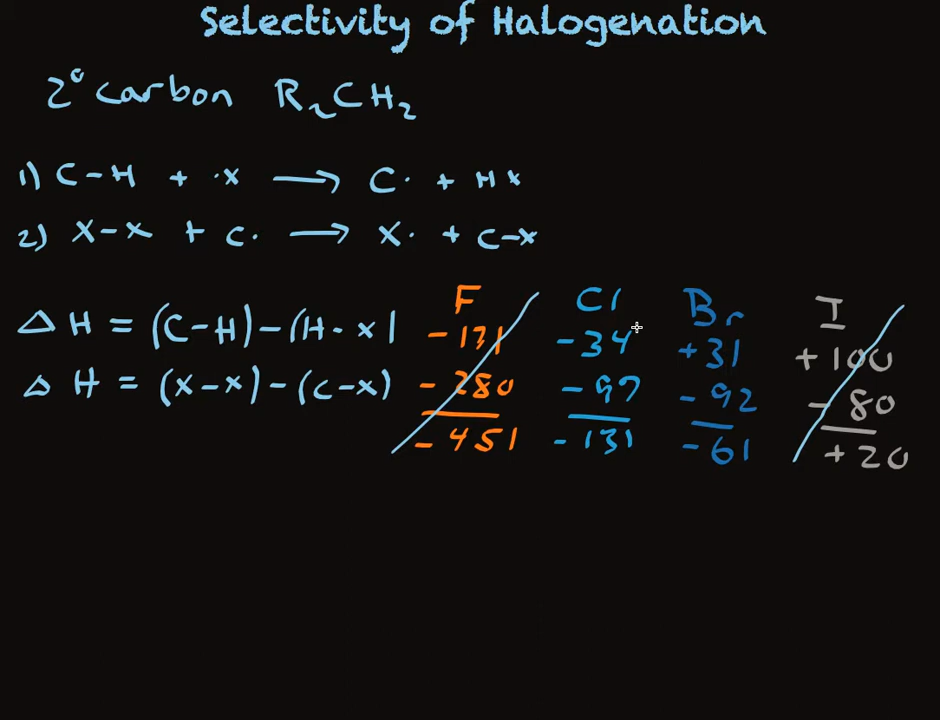 Selectivity of Halogenation
2° carbon R₂CH₂
1) C-H + ·X ⟶ C· + HX
2) X-X + C· ⟶ X· + C-X
F Cl Br I
ΔH = (C-H)-(H-X) -131 -34 +31 +100
ΔH = (X-X)-(C-X) -280 -97 -92 -80
-451 -131 -61 +20